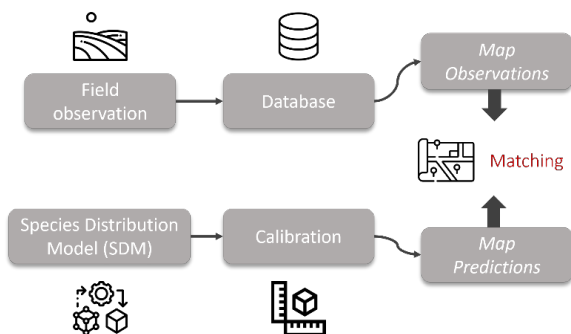 Field
observation
Database
Map
Observations
Matching
Species Distribution
Model (SDM)
Calibration
Map
Predictions